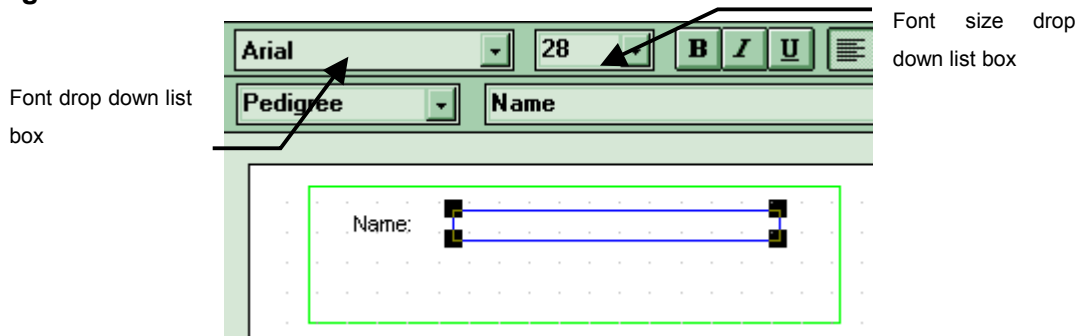 Font size drop
down list box
Arial 28 B I U
Font drop down list
box
Pedigree Name
Name: